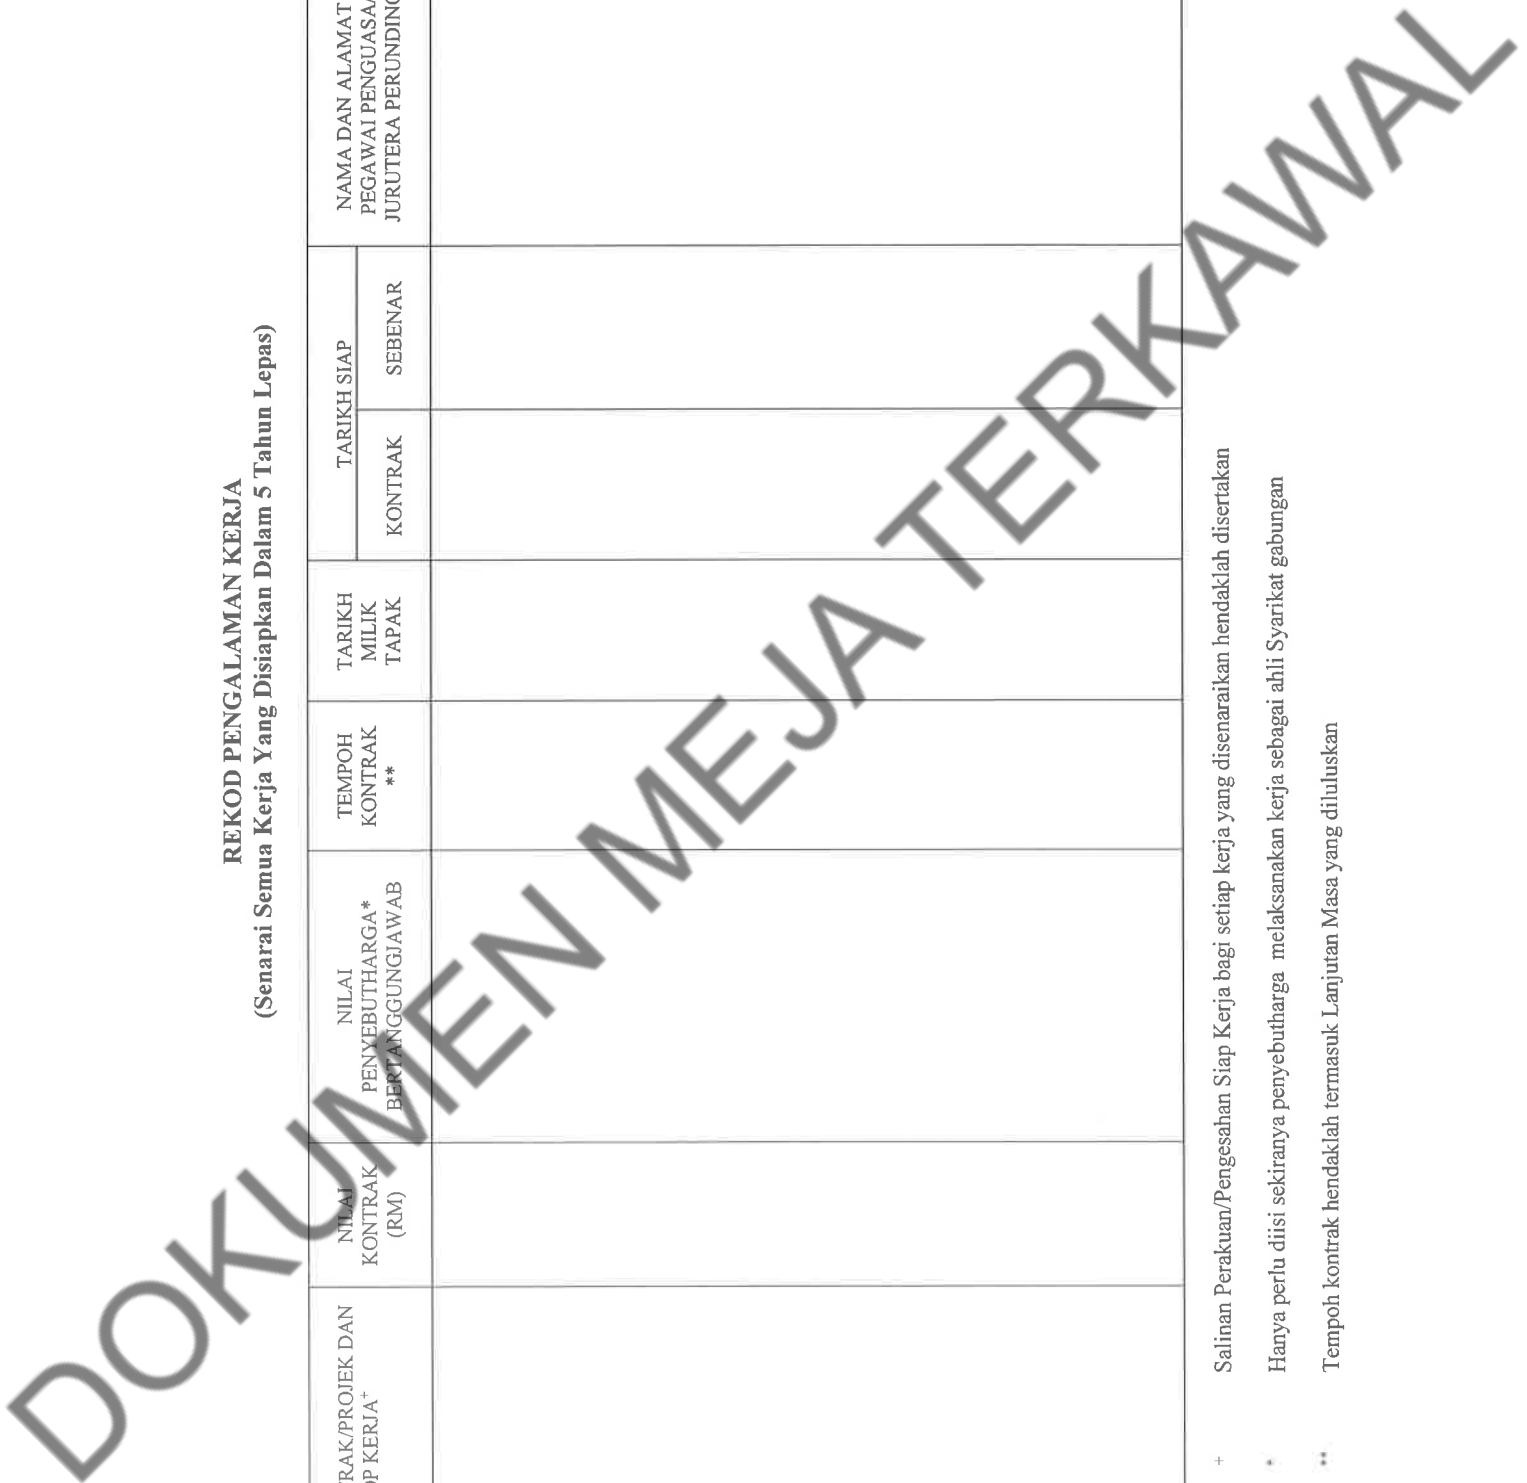 REKOD PENGALAMAN KERJA
(Senarai Semua Kerja Yang Disiapkan Dalam 5 Tahun Lepas)
RAK/PROJEK DAN
OP KERJA+
NILAI
KONTRAK
(RM)
NILAI
PENYEBUTHARGA*
BERTANGGUNGJAWAB
TEMPOH
KONTRAK
**
TARIKH
MILIK
TAPAK
TARIKH SIAP
KONTRAK
SEBENAR
NAMA DAN ALAMAT
PEGAWAI PENGUASA
JURUTERA PERUNDING
+ Salinan Perakuan/Pengesahan Siap Kerja bagi setiap kerja yang disenaraikan hendaklah disertakan
* Hanya perlu diisi sekiranya penyebutharga melaksanakan kerja sebagai ahli Syarikat gabungan
** Tempoh kontrak hendaklah termasuk Lanjutan Masa yang diluluskan
DOKUMEN MEJA TERKAWAL